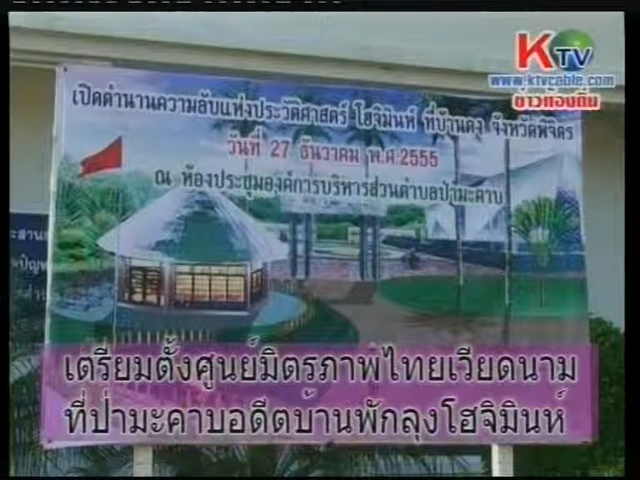 KTV
www.ktvcable.com
ข่าวท้องถิ่น
เปิดตำนานความลับแห่งประวัติศาสตร์ โฮจิมินห์ ที่บ้านดง จังหวัดพิจิตร
วันที่ 27 ธันวาคม พ.ศ.2555
ณ ห้องประชุมองค์การบริหารส่วนตำบลป่ามะคาบ
เตรียมตั้งศูนย์มิตรภาพไทยเวียดนาม
ที่ป่ามะคาบอดีตบ้านพักลุงโฮจิมินห์